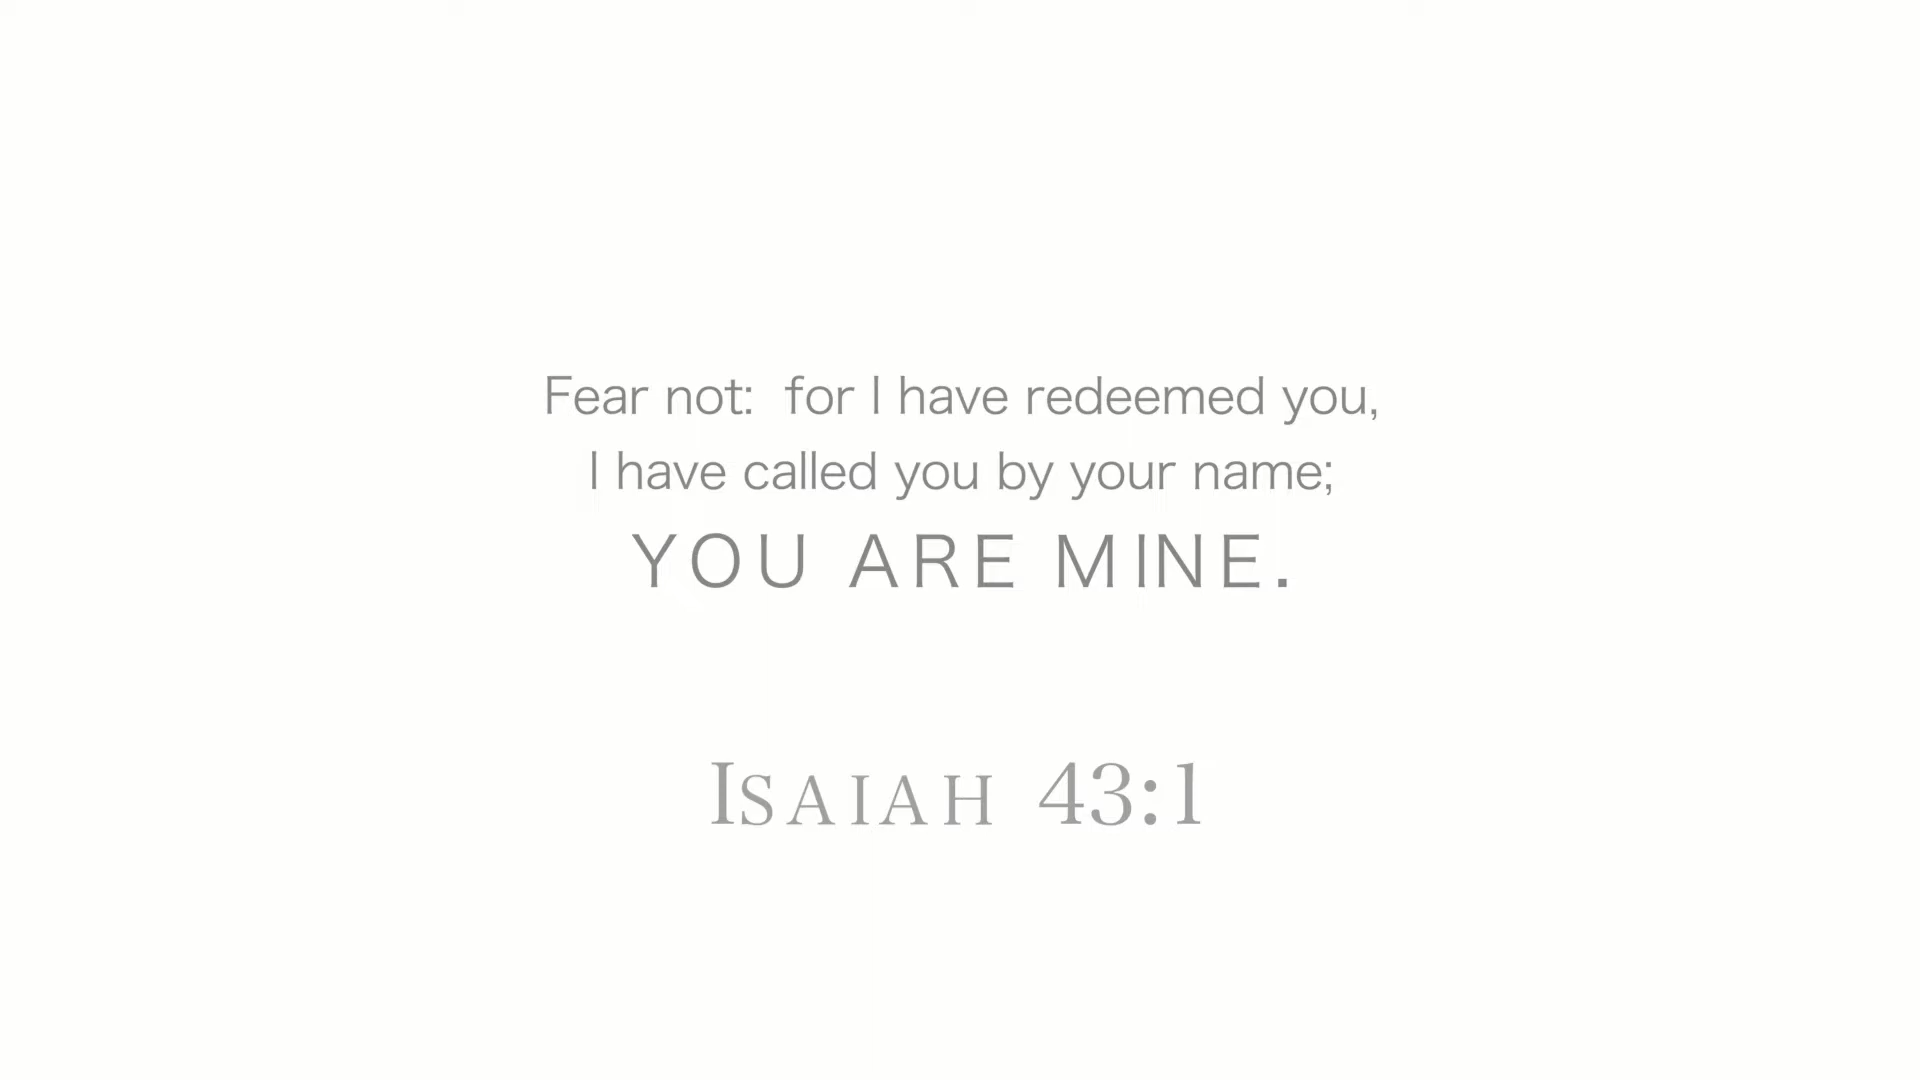 Fear not:  for I have redeemed you,
I have called you by your name;
YOU ARE MINE.
ISAIAH 43:1